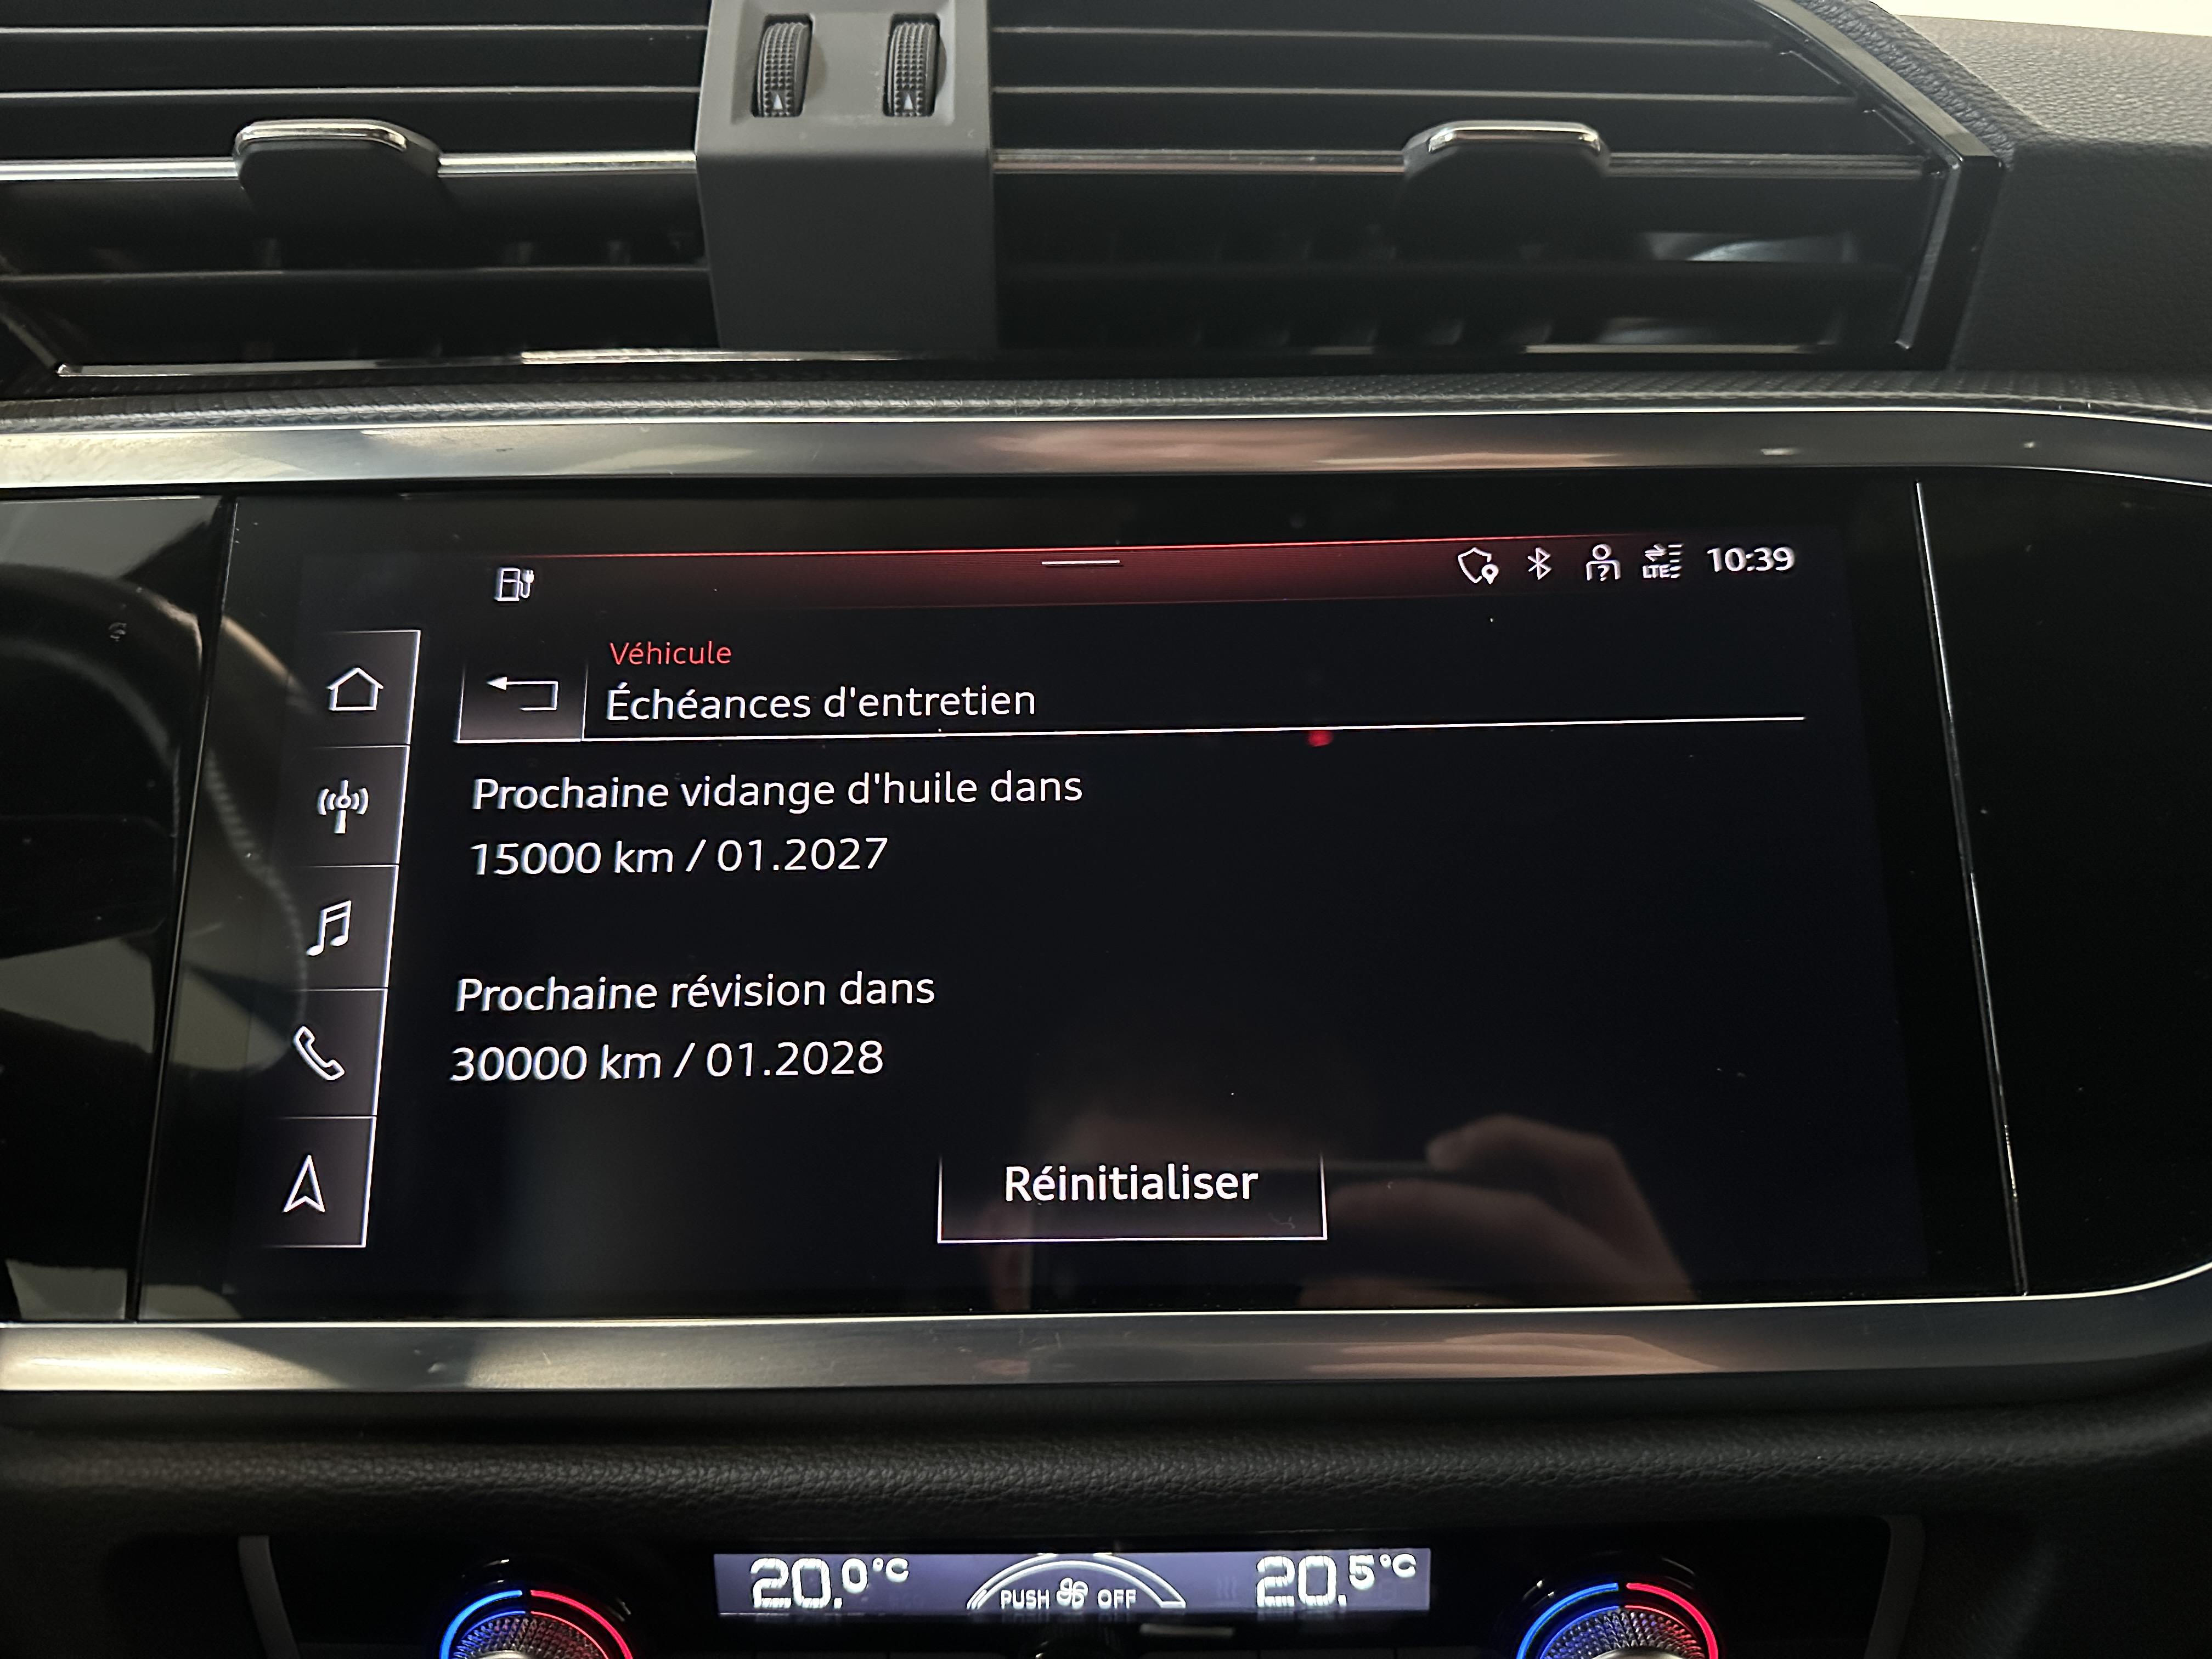 LTE 10:39
Véhicule
Échéances d'entretien
Prochaine vidange d'huile dans
15000 km / 01.2027
Prochaine révision dans
30000 km / 01.2028
Réinitialiser
20.0°C PUSH OFF 20.5°C